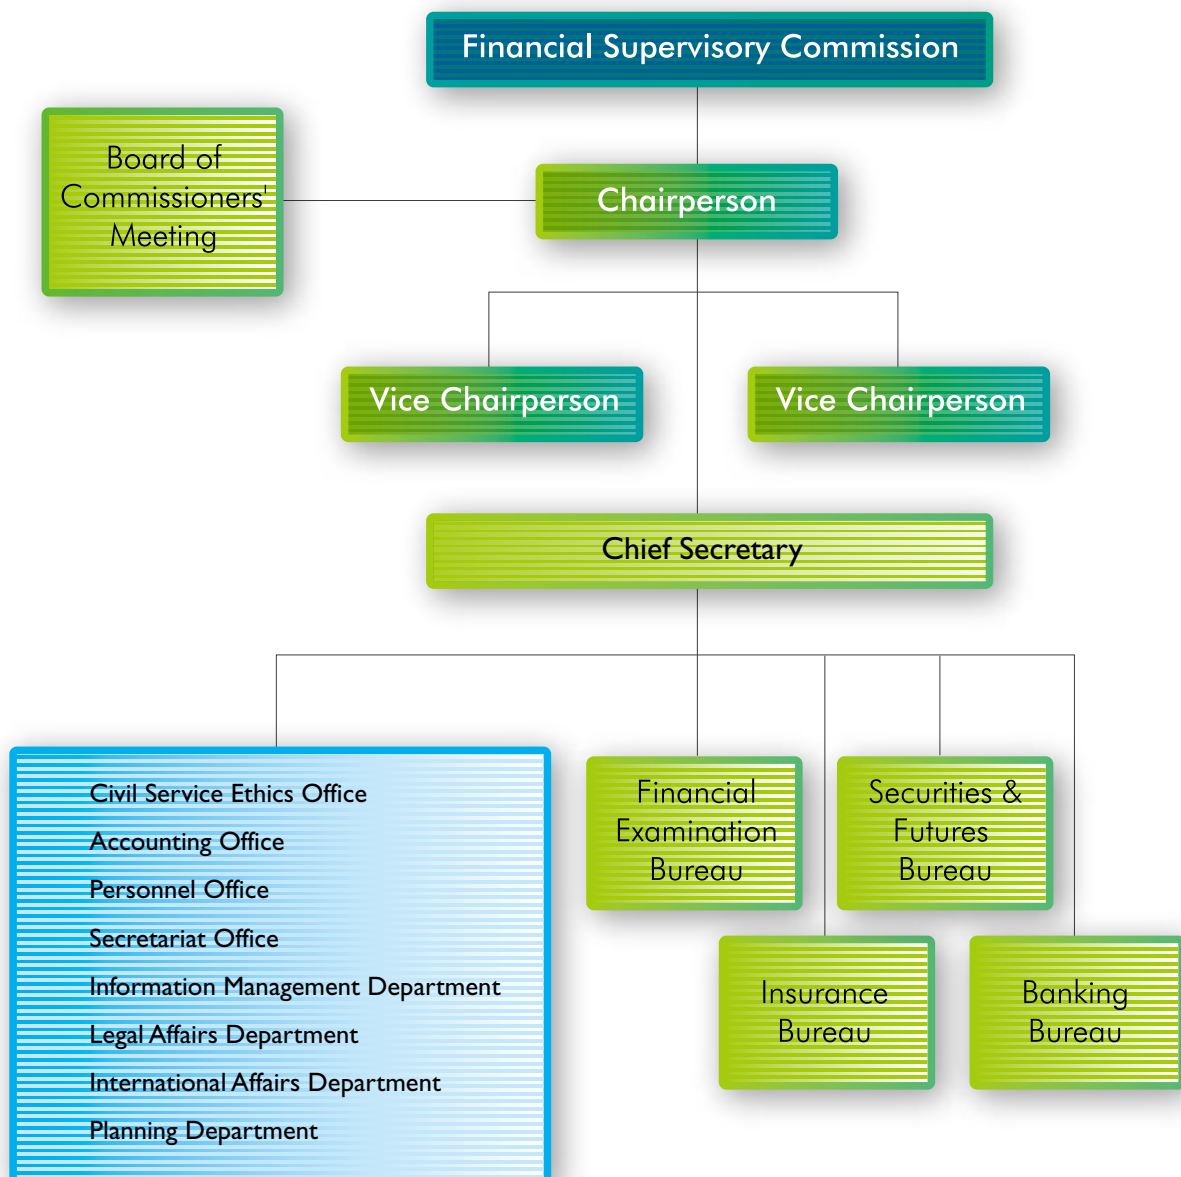 Financial Supervisory Commission
Board of
Commissioners'
Meeting
Chairperson
Vice Chairperson
Vice Chairperson
Chief Secretary
Civil Service Ethics Office
Accounting Office
Personnel Office
Secretariat Office
Information Management Department
Legal Affairs Department
International Affairs Department
Planning Department
Financial
Examination
Bureau
Securities &
Futures
Bureau
Insurance
Bureau
Banking
Bureau